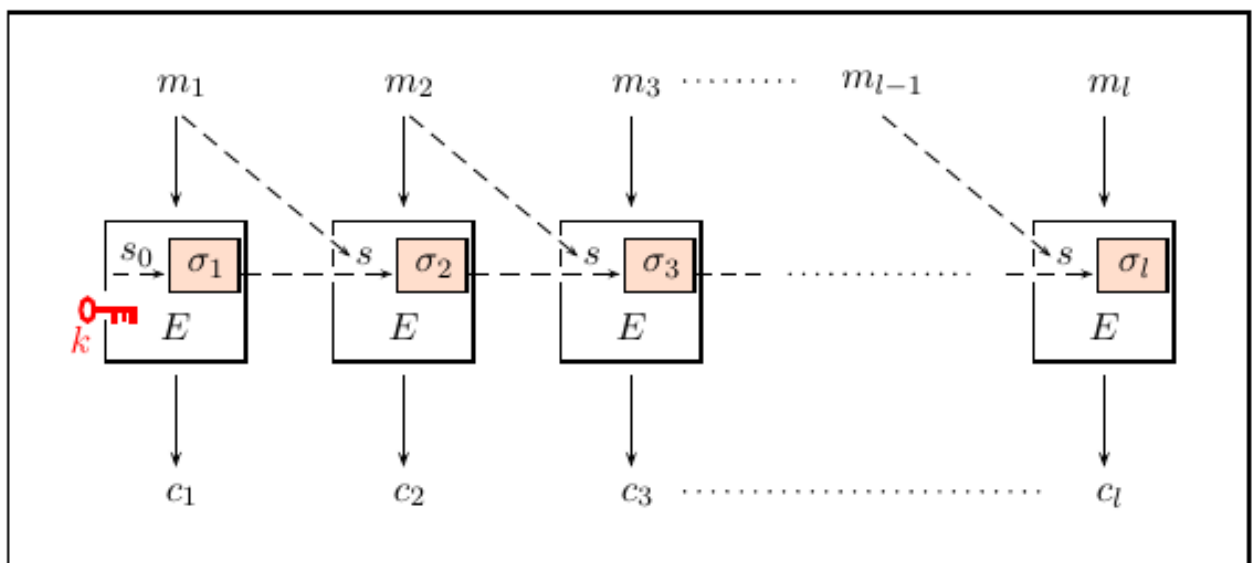 m₁ m₂ m₃ ········ mₗ₋₁ mₗ
s₀ σ₁ s σ₂ s σ₃ ············ s σₗ
k E E E E
c₁ c₂ c₃ ······················ cₗ